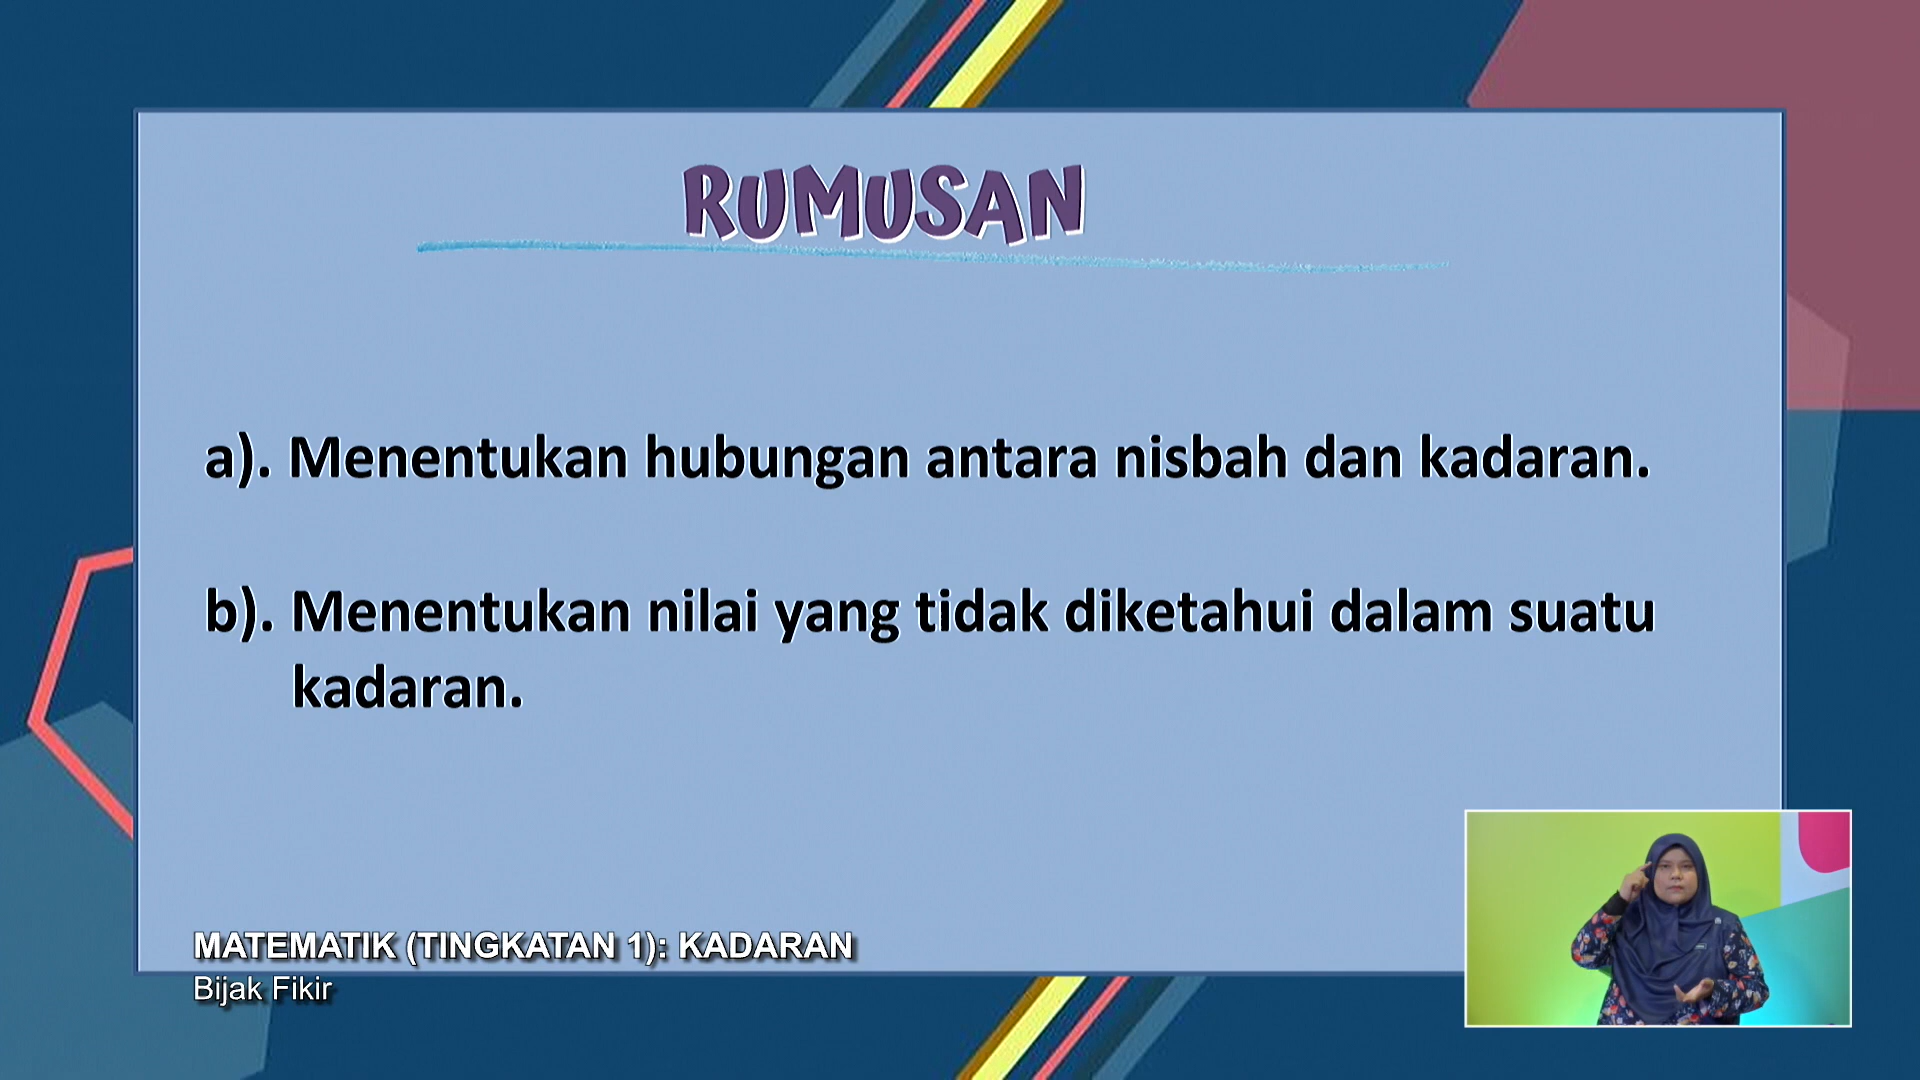 RUMUSAN
a). Menentukan hubungan antara nisbah dan kadaran.
b). Menentukan nilai yang tidak diketahui dalam suatu
kadaran.
MATEMATIK (TINGKATAN 1): KADARAN
Bijak Fikir